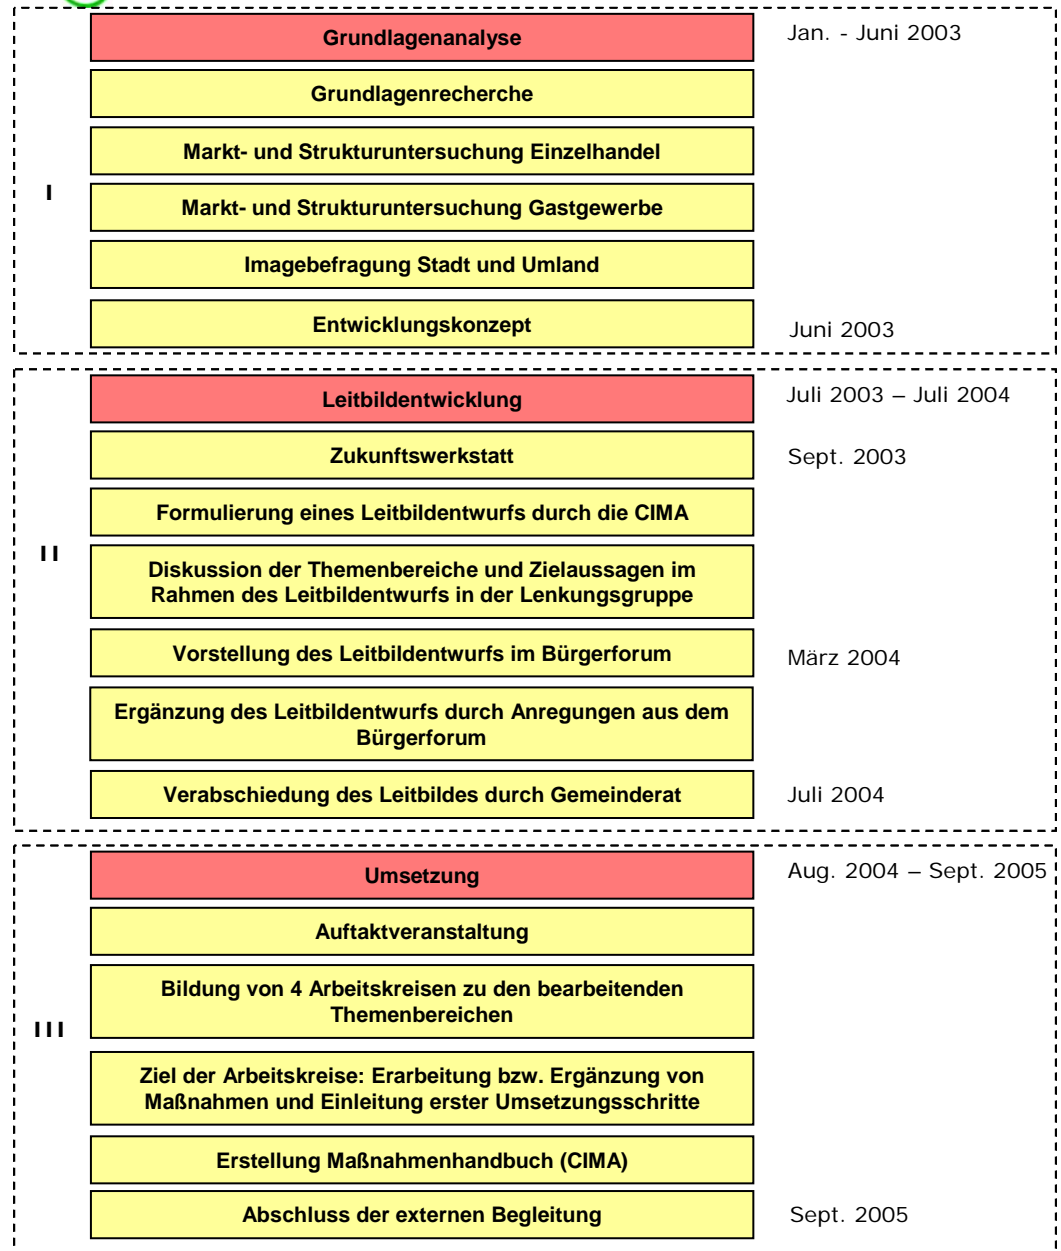 Grundlagenanalyse
Jan. - Juni 2003
Grundlagenrecherche
Markt- und Strukturuntersuchung Einzelhandel
I
Markt- und Strukturuntersuchung Gastgewerbe
Imagebefragung Stadt und Umland
Entwicklungskonzept
Juni 2003
Leitbildentwicklung
Juli 2003 – Juli 2004
Zukunftswerkstatt
Sept. 2003
Formulierung eines Leitbildentwurfs durch die CIMA
II
Diskussion der Themenbereiche und Zielaussagen im
Rahmen des Leitbildentwurfs in der Lenkungsgruppe
Vorstellung des Leitbildentwurfs im Bürgerforum
März 2004
Ergänzung des Leitbildentwurfs durch Anregungen aus dem
Bürgerforum
Verabschiedung des Leitbildes durch Gemeinderat
Juli 2004
Umsetzung
Aug. 2004 – Sept. 2005
Auftaktveranstaltung
Bildung von 4 Arbeitskreisen zu den bearbeitenden
Themenbereichen
III
Ziel der Arbeitskreise: Erarbeitung bzw. Ergänzung von
Maßnahmen und Einleitung erster Umsetzungsschritte
Erstellung Maßnahmenhandbuch (CIMA)
Abschluss der externen Begleitung
Sept. 2005